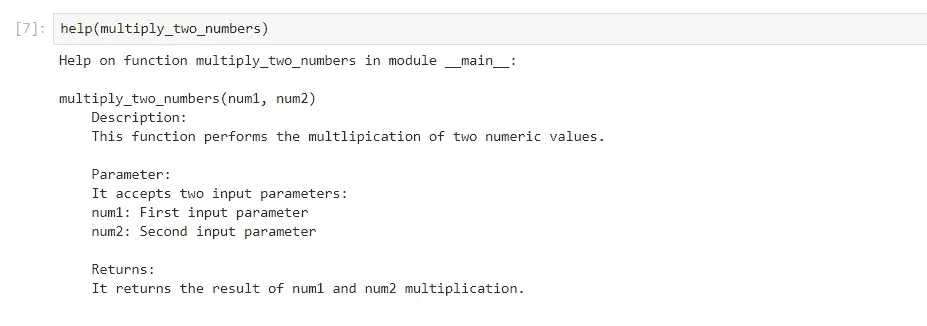 [7]: help(multiply_two_numbers)
Help on function multiply_two_numbers in module __main__:
multiply_two_numbers(num1, num2)
Description:
This function performs the multlipication of two numeric values.
Parameter:
It accepts two input parameters:
num1: First input parameter
num2: Second input parameter
Returns:
It returns the result of num1 and num2 multiplication.